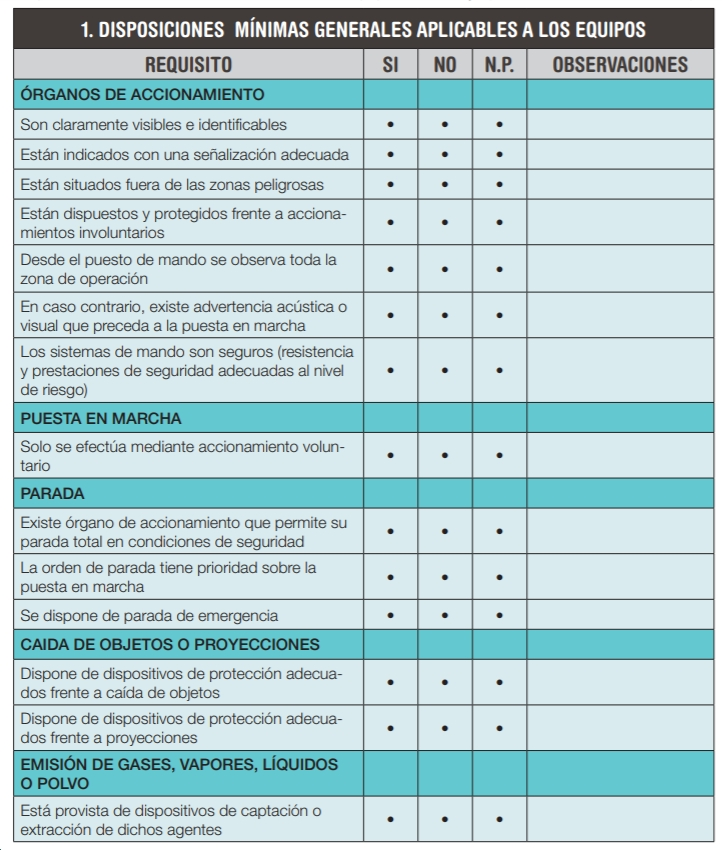 1. DISPOSICIONES MÍNIMAS GENERALES APLICABLES A LOS EQUIPOS
REQUISITO SI NO N.P. OBSERVACIONES
ÓRGANOS DE ACCIONAMIENTO
Son claramente visibles e identificables • • •
Están indicados con una señalización adecuada • • •
Están situados fuera de las zonas peligrosas • • •
Están dispuestos y protegidos frente a acciona-
mientos involuntarios • • •
Desde el puesto de mando se observa toda la
zona de operación • • •
En caso contrario, existe advertencia acústica o
visual que preceda a la puesta en marcha • • •
Los sistemas de mando son seguros (resistencia
y prestaciones de seguridad adecuadas al nivel
de riesgo) • • •
PUESTA EN MARCHA
Solo se efectúa mediante accionamiento volun-
tario • • •
PARADA
Existe órgano de accionamiento que permite su
parada total en condiciones de seguridad • • •
La orden de parada tiene prioridad sobre la
puesta en marcha • • •
Se dispone de parada de emergencia • • •
CAIDA DE OBJETOS O PROYECCIONES
Dispone de dispositivos de protección adecua-
dos frente a caída de objetos • • •
Dispone de dispositivos de protección adecua-
dos frente a proyecciones • • •
EMISIÓN DE GASES, VAPORES, LÍQUIDOS
O POLVO
Está provista de dispositivos de captación o
extracción de dichos agentes • • •